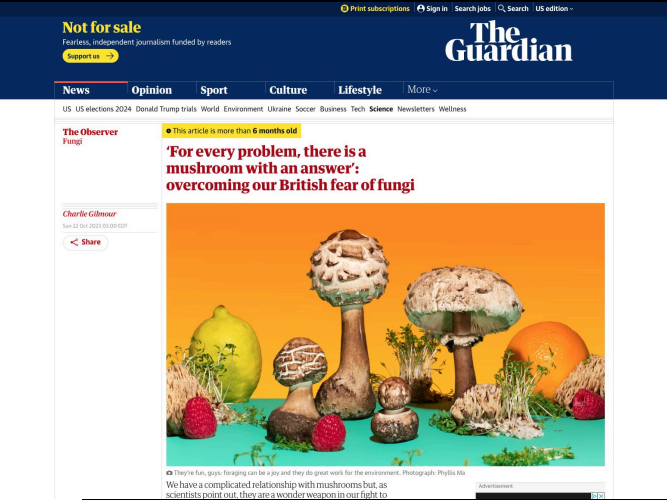 Print subscriptions Sign in Search jobs Search US edition
Not for sale
Fearless, independent journalism funded by readers
Support us
The Guardian
News Opinion Sport Culture Lifestyle More
US US elections 2024 Donald Trump trials World Environment Ukraine Soccer Business Tech Science Newsletters Wellness
The Observer
Fungi
This article is more than 6 months old
‘For every problem, there is a
mushroom with an answer’:
overcoming our British fear of fungi
Charlie Gilmour
Sun 22 Oct 2023 03.00 EDT
Share
They're fun, guys: foraging can be a joy and they do great work for the environment. Photograph: Phyllis Ma
We have a complicated relationship with mushrooms but, as
scientists point out, they are a wonder weapon in our fight to
Advertisement